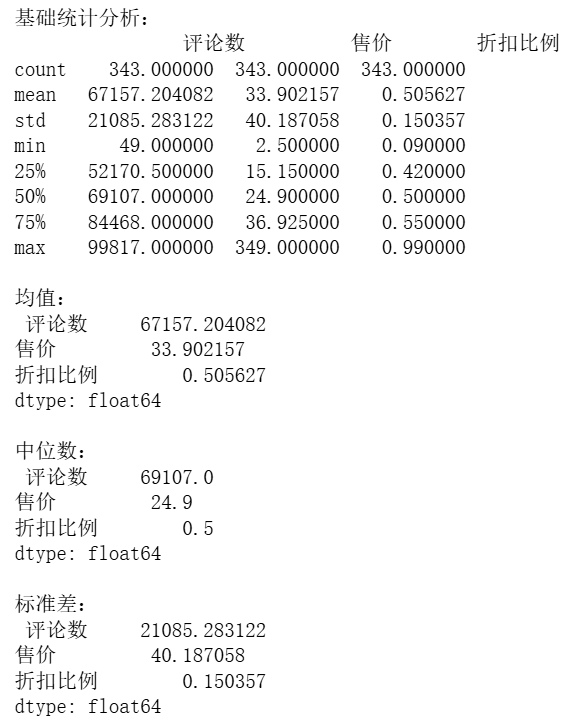 基础统计分析：
评论数 售价 折扣比例
count 343.000000 343.000000 343.000000
mean 67157.204082 33.902157 0.505627
std 21085.283122 40.187058 0.150357
min 49.000000 2.500000 0.090000
25% 52170.500000 15.150000 0.420000
50% 69107.000000 24.900000 0.500000
75% 84468.000000 36.925000 0.550000
max 99817.000000 349.000000 0.990000
均值：
评论数 67157.204082
售价 33.902157
折扣比例 0.505627
dtype: float64
中位数：
评论数 69107.0
售价 24.9
折扣比例 0.5
dtype: float64
标准差：
评论数 21085.283122
售价 40.187058
折扣比例 0.150357
dtype: float64